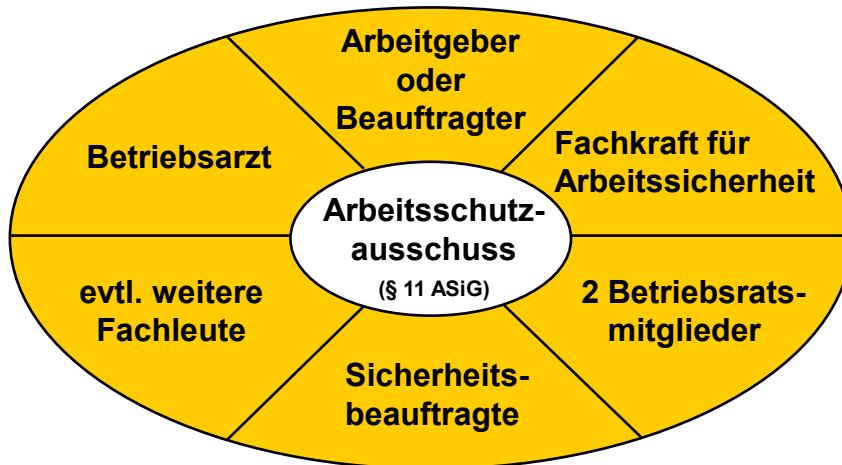 Arbeitgeber
oder
Beauftragter
Fachkraft für
Arbeitssicherheit
2 Betriebsrats-
mitglieder
Sicherheits-
beauftragte
evtl. weitere
Fachleute
Betriebsarzt
Arbeitsschutz-
ausschuss
(§ 11 ASiG)